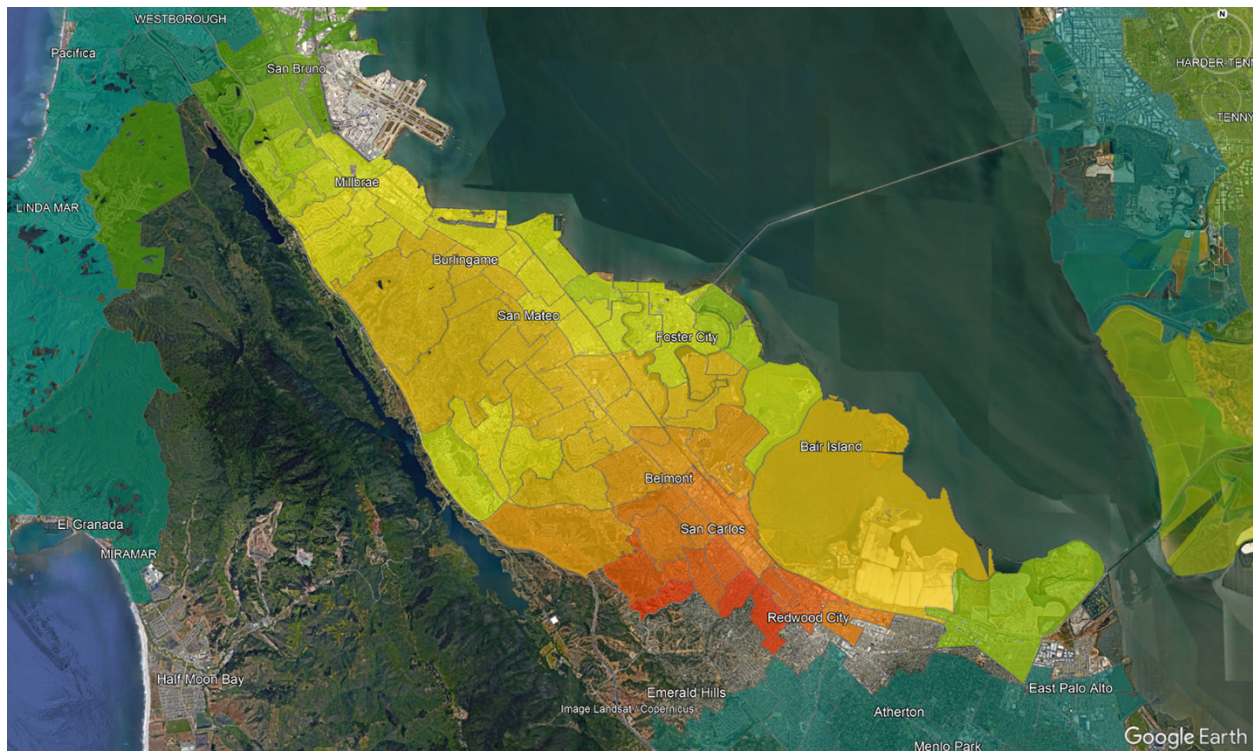 WESTBOROUGH
Pacifica
San Bruno
N
HARDER-TENN
TENNY
Millbrae
LINDA MAR
Burlingame
San Mateo
Foster City
Bair Island
Belmont
El Granada
San Carlos
MIRAMAR
Redwood City
Half Moon Bay
Emerald Hills
East Palo Alto
Image Landsat / Copernicus
Atherton
Menlo Park
Google Earth